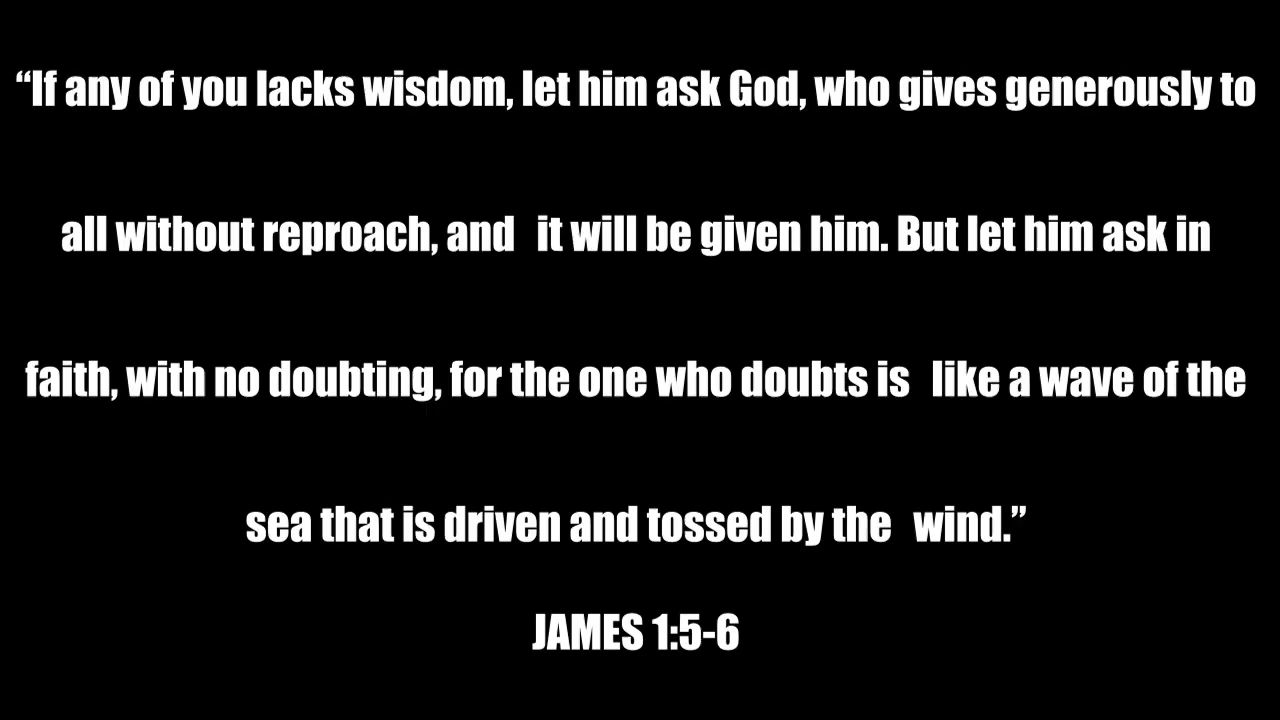 “If any of you lacks wisdom, let him ask God, who gives generously to
all without reproach, and  it will be given him. But let him ask in
faith, with no doubting, for the one who doubts is  like a wave of the
sea that is driven and tossed by the  wind.”
JAMES 1:5-6